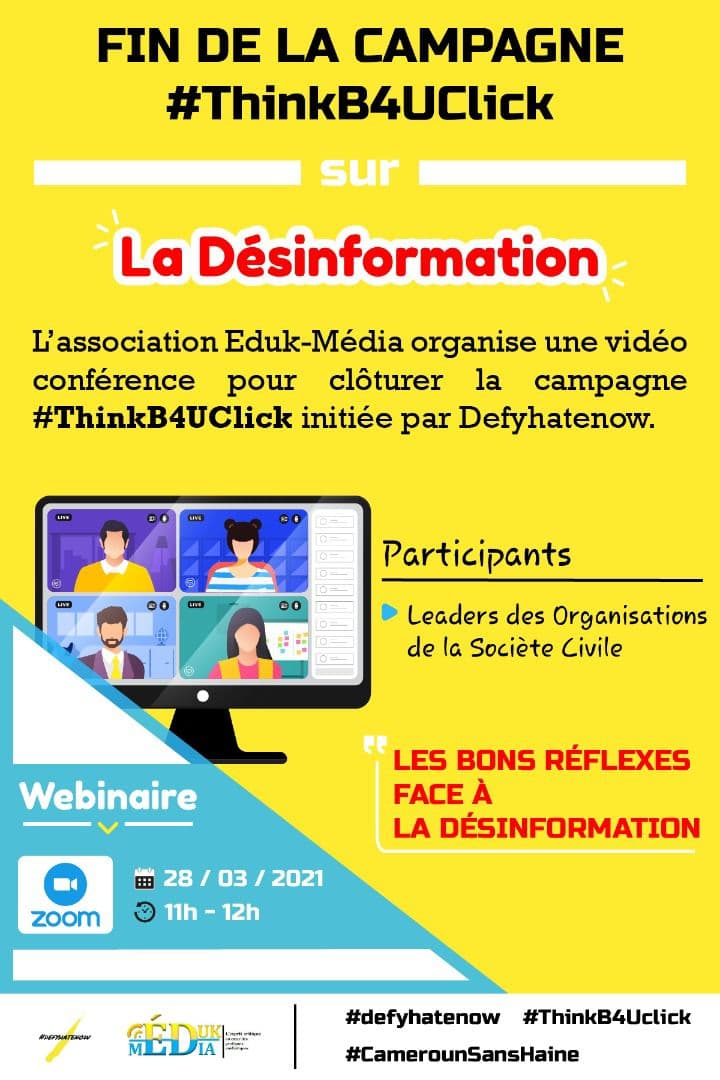 FIN DE LA CAMPAGNE
#ThinkB4UClick
sur
La Désinformation
L'association Eduk-Média organise une vidéo
conférence pour clôturer la campagne
#ThinkB4UClick initiée par Defyhatenow.
LIVE
LIVE
LIVE
LIVE
Participants
Leaders des Organisations
de la Sociète Civile
LES BONS RÉFLEXES
FACE À
LA DÉSINFORMATION
Webinaire
zoom
28 / 03 / 2021
11h - 12h
#DEFYHATENOW
ÉDUK
MÉDIA
L'esprit critique
#defyhatenow #ThinkB4Uclick
#CamerounSansHaine